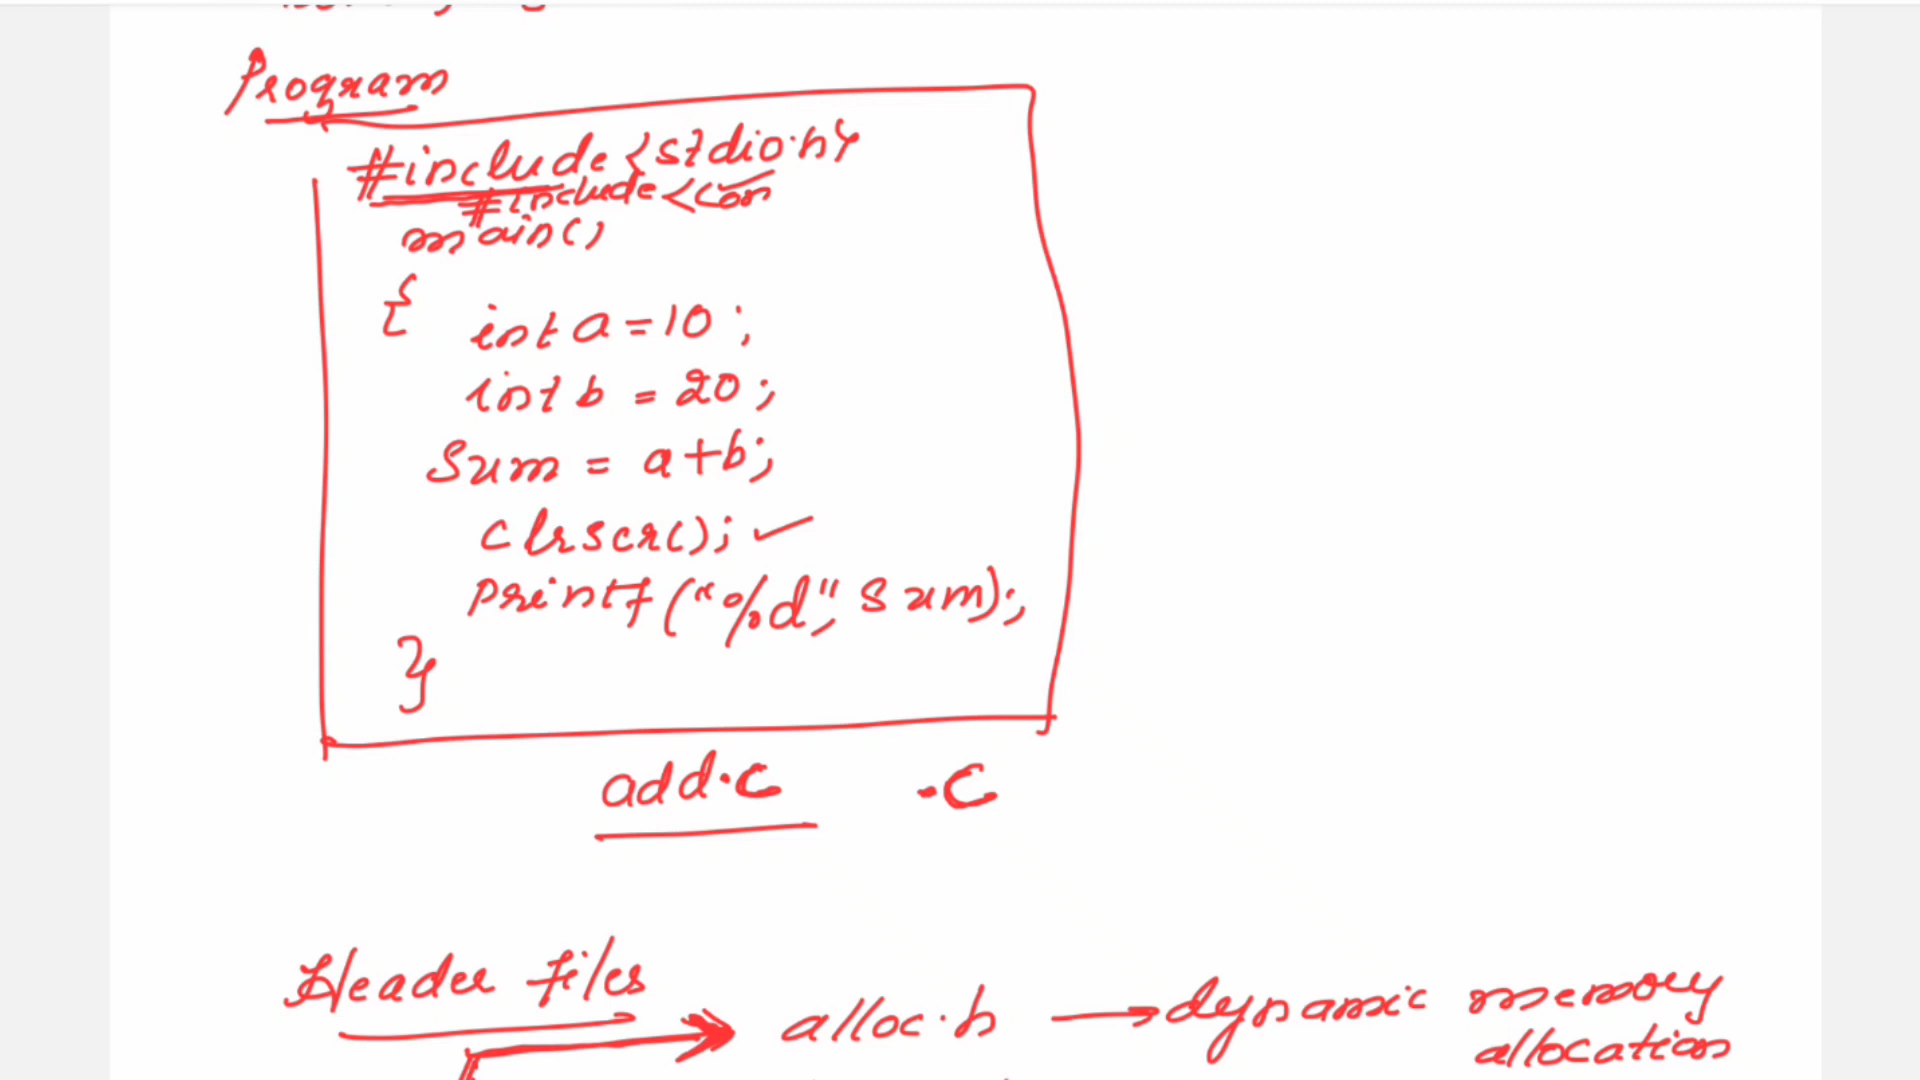 Program
#include {stdio.h}
#include <con
main()
{
int a = 10 ;
int b = 20 ;
Sum = a+b;
clrscr();
printf("%d", Sum);
}
add.c .c
Header files
alloc.h → dynamic memory
allocation